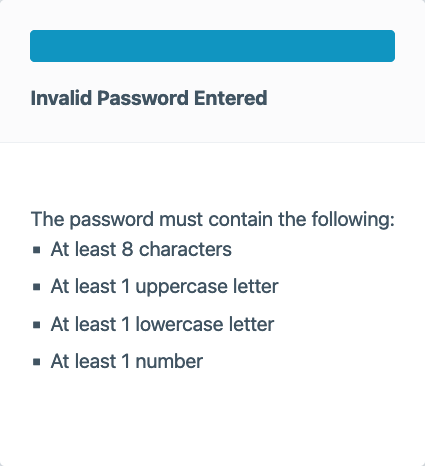 Invalid Password Entered
The password must contain the following:
▪ At least 8 characters
▪ At least 1 uppercase letter
▪ At least 1 lowercase letter
▪ At least 1 number